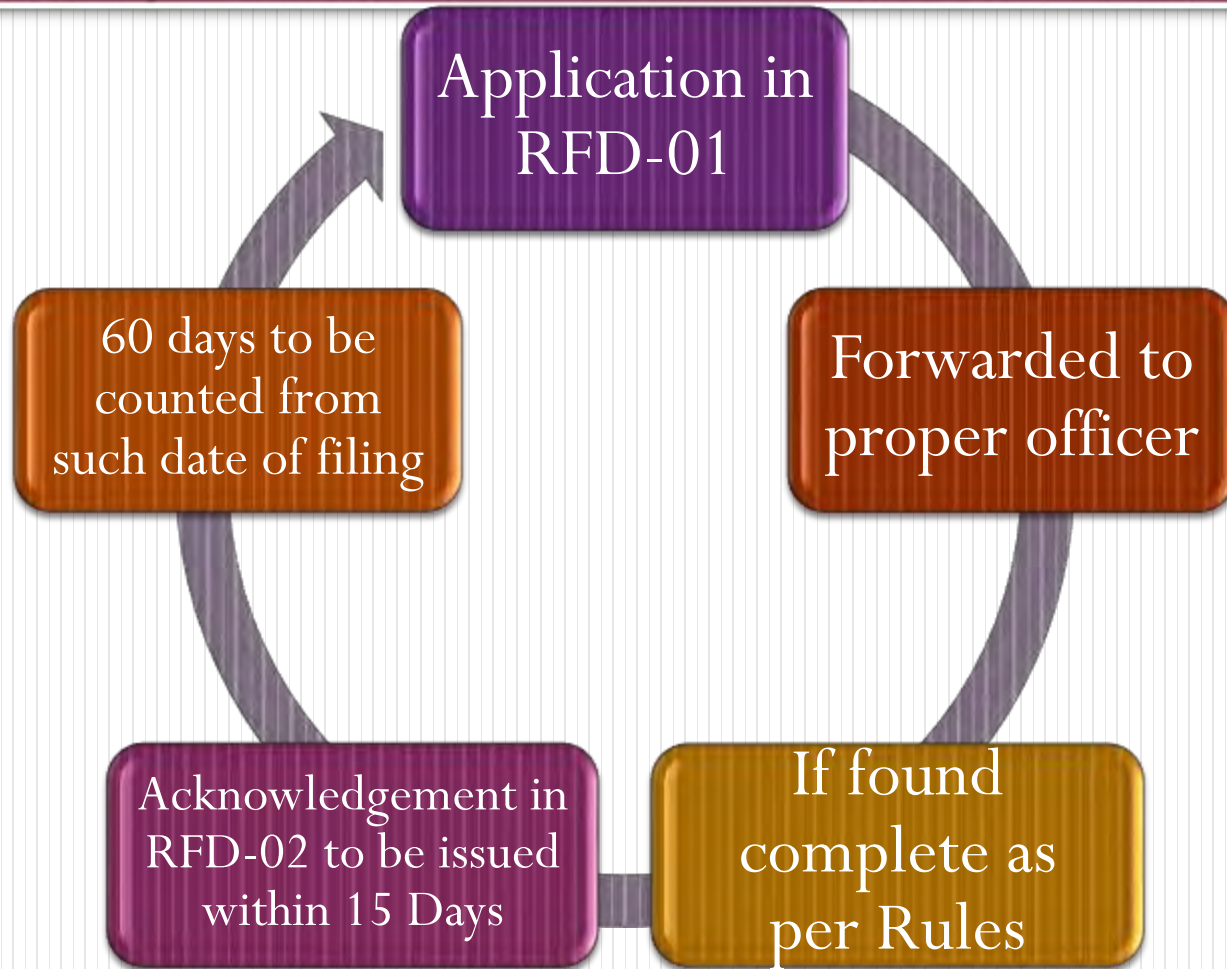 Application in
RFD-01
Forwarded to
proper officer
If found
complete as
per Rules
Acknowledgement in
RFD-02 to be issued
within 15 Days
60 days to be
counted from
such date of filing